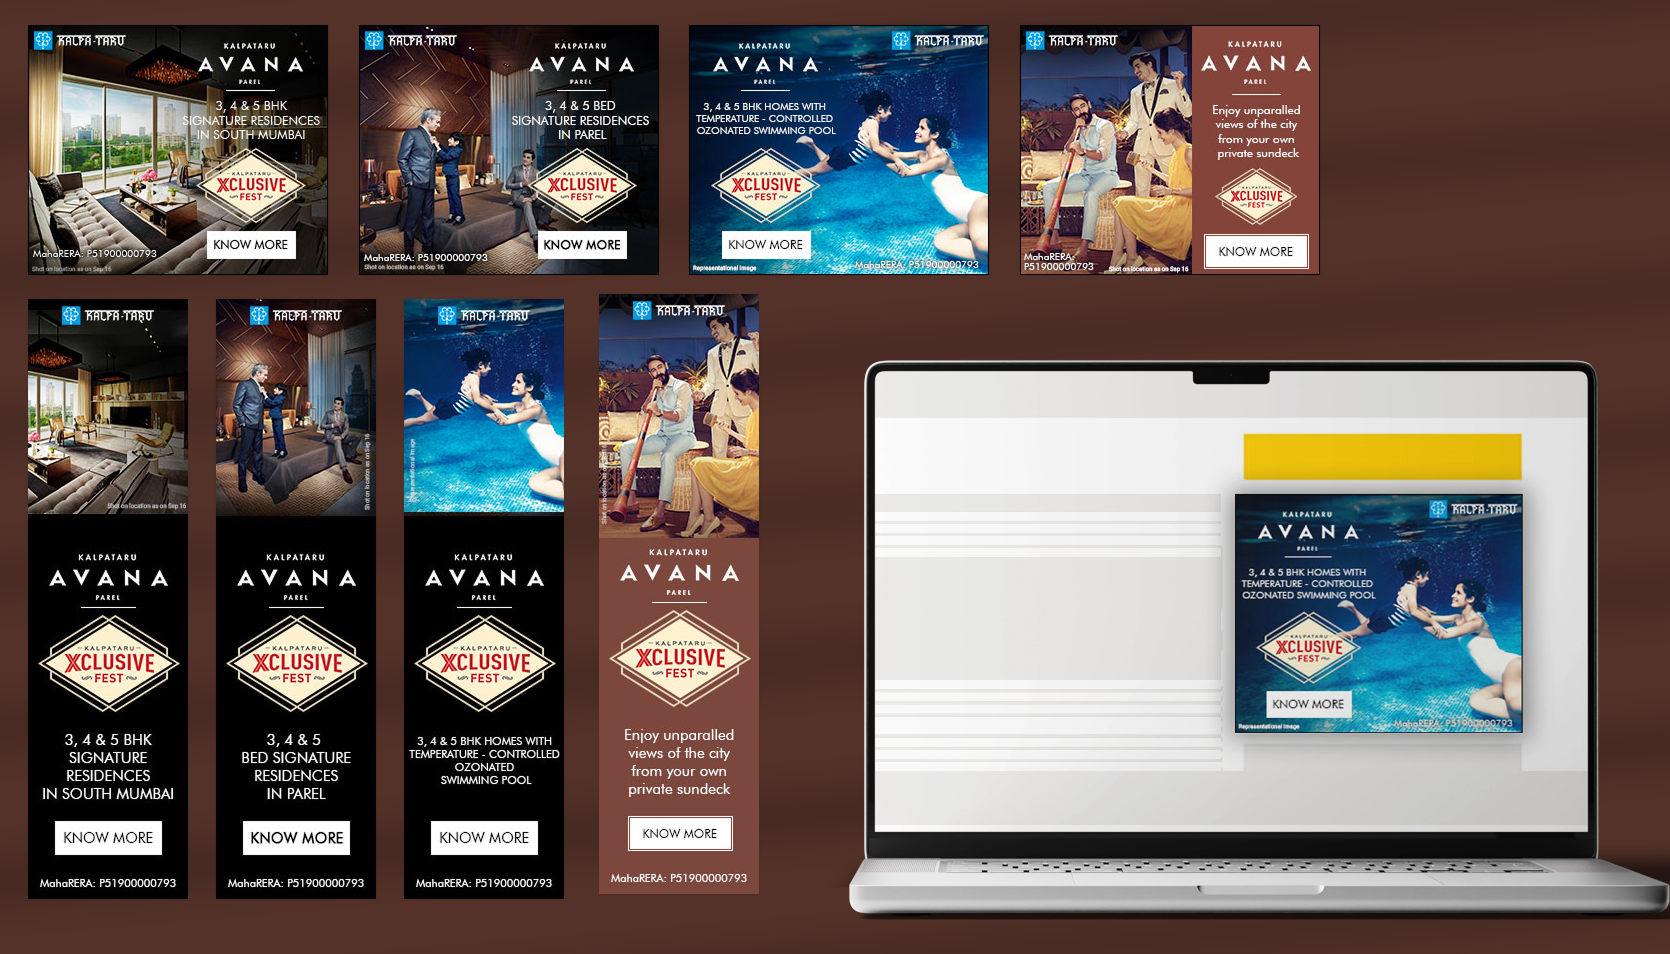 KALPA-TARU
KALPATARU
AVANA
PAREL
3, 4 & 5 BHK
SIGNATURE RESIDENCES
IN SOUTH MUMBAI
KALPATARU
XCLUSIVE
FEST
KNOW MORE
MahaRERA: P51900000793
Shot on location as on Sep 16
KALPA-TARU
KALPATARU
AVANA
PAREL
3, 4 & 5 BED
SIGNATURE RESIDENCES
IN PAREL
KALPATARU
XCLUSIVE
FEST
KNOW MORE
MahaRERA: P51900000793
Shot on location as on Sep 16
KALPA-TARU
KALPATARU
AVANA
PAREL
3, 4 & 5 BHK HOMES WITH
TEMPERATURE - CONTROLLED
OZONATED SWIMMING POOL
KALPATARU
XCLUSIVE
FEST
KNOW MORE
Representational Image
MahaRERA: P51900000793
KALPA-TARU
KALPATARU
AVANA
PAREL
Enjoy unparalled
views of the city
from your own
private sundeck
KALPATARU
XCLUSIVE
FEST
KNOW MORE
MahaRERA:
P51900000793
Shot on location as on Sep 16
KALPA-TARU
Shot on location as on Sep 16
KALPATARU
AVANA
PAREL
KALPATARU
XCLUSIVE
FEST
3, 4 & 5 BHK
SIGNATURE
RESIDENCES
IN SOUTH MUMBAI
KNOW MORE
MahaRERA: P51900000793
KALPA-TARU
Shot on location as on Sep 16
KALPATARU
AVANA
PAREL
KALPATARU
XCLUSIVE
FEST
3, 4 & 5
BED SIGNATURE
RESIDENCES
IN PAREL
KNOW MORE
MahaRERA: P51900000793
KALPA-TARU
Representational Image
KALPATARU
AVANA
PAREL
KALPATARU
XCLUSIVE
FEST
3, 4 & 5 BHK HOMES WITH
TEMPERATURE - CONTROLLED
OZONATED
SWIMMING POOL
KNOW MORE
MahaRERA: P51900000793
KALPA-TARU
Shot on location as on
KALPATARU
AVANA
PAREL
KALPATARU
XCLUSIVE
FEST
Enjoy unparalled
views of the city
from your own
private sundeck
KNOW MORE
MahaRERA: P51900000793
KALPA-TARU
KALPATARU
AVANA
PAREL
3, 4 & 5 BHK HOMES WITH
TEMPERATURE - CONTROLLED
OZONATED SWIMMING POOL
KALPATARU
XCLUSIVE
FEST
KNOW MORE
Representational Image
MahaRERA: P51900000793